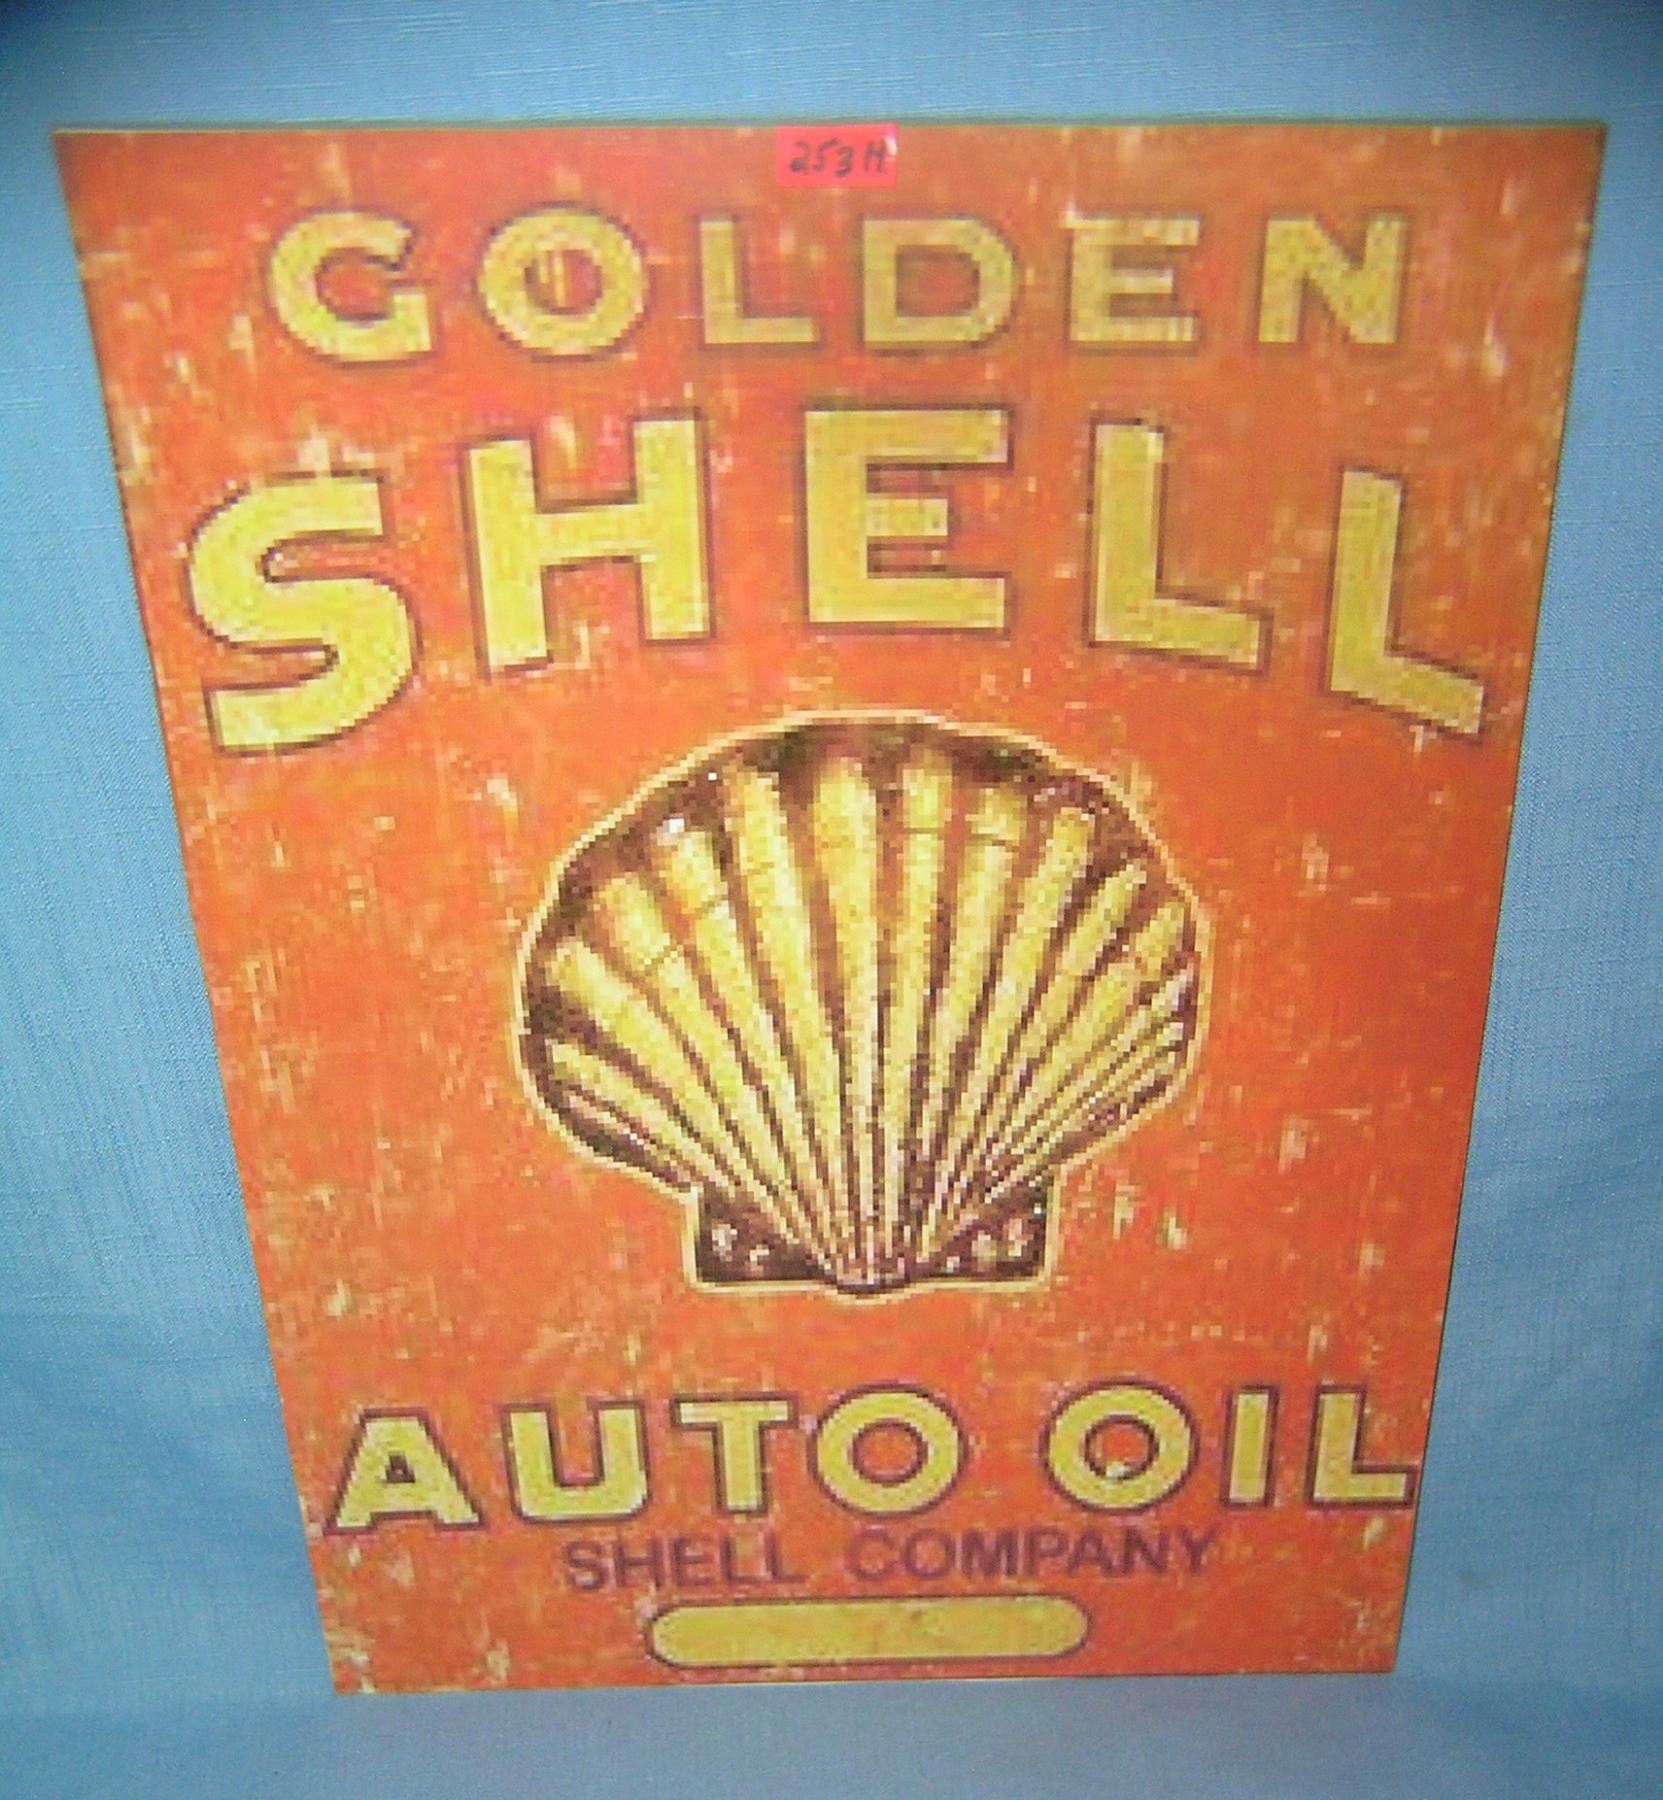 253H
GOLDEN
SHELL
AUTO OIL
SHELL COMPANY